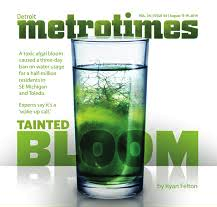 Detroit
metrotimes
A toxic algal bloom
caused a three-day
ban on water usage
for a half-million
residents in
SE Michigan
and Toledo.
Experts say it's a
'wake up call.'
TAINTED
BLOOM
by Ryan Felton